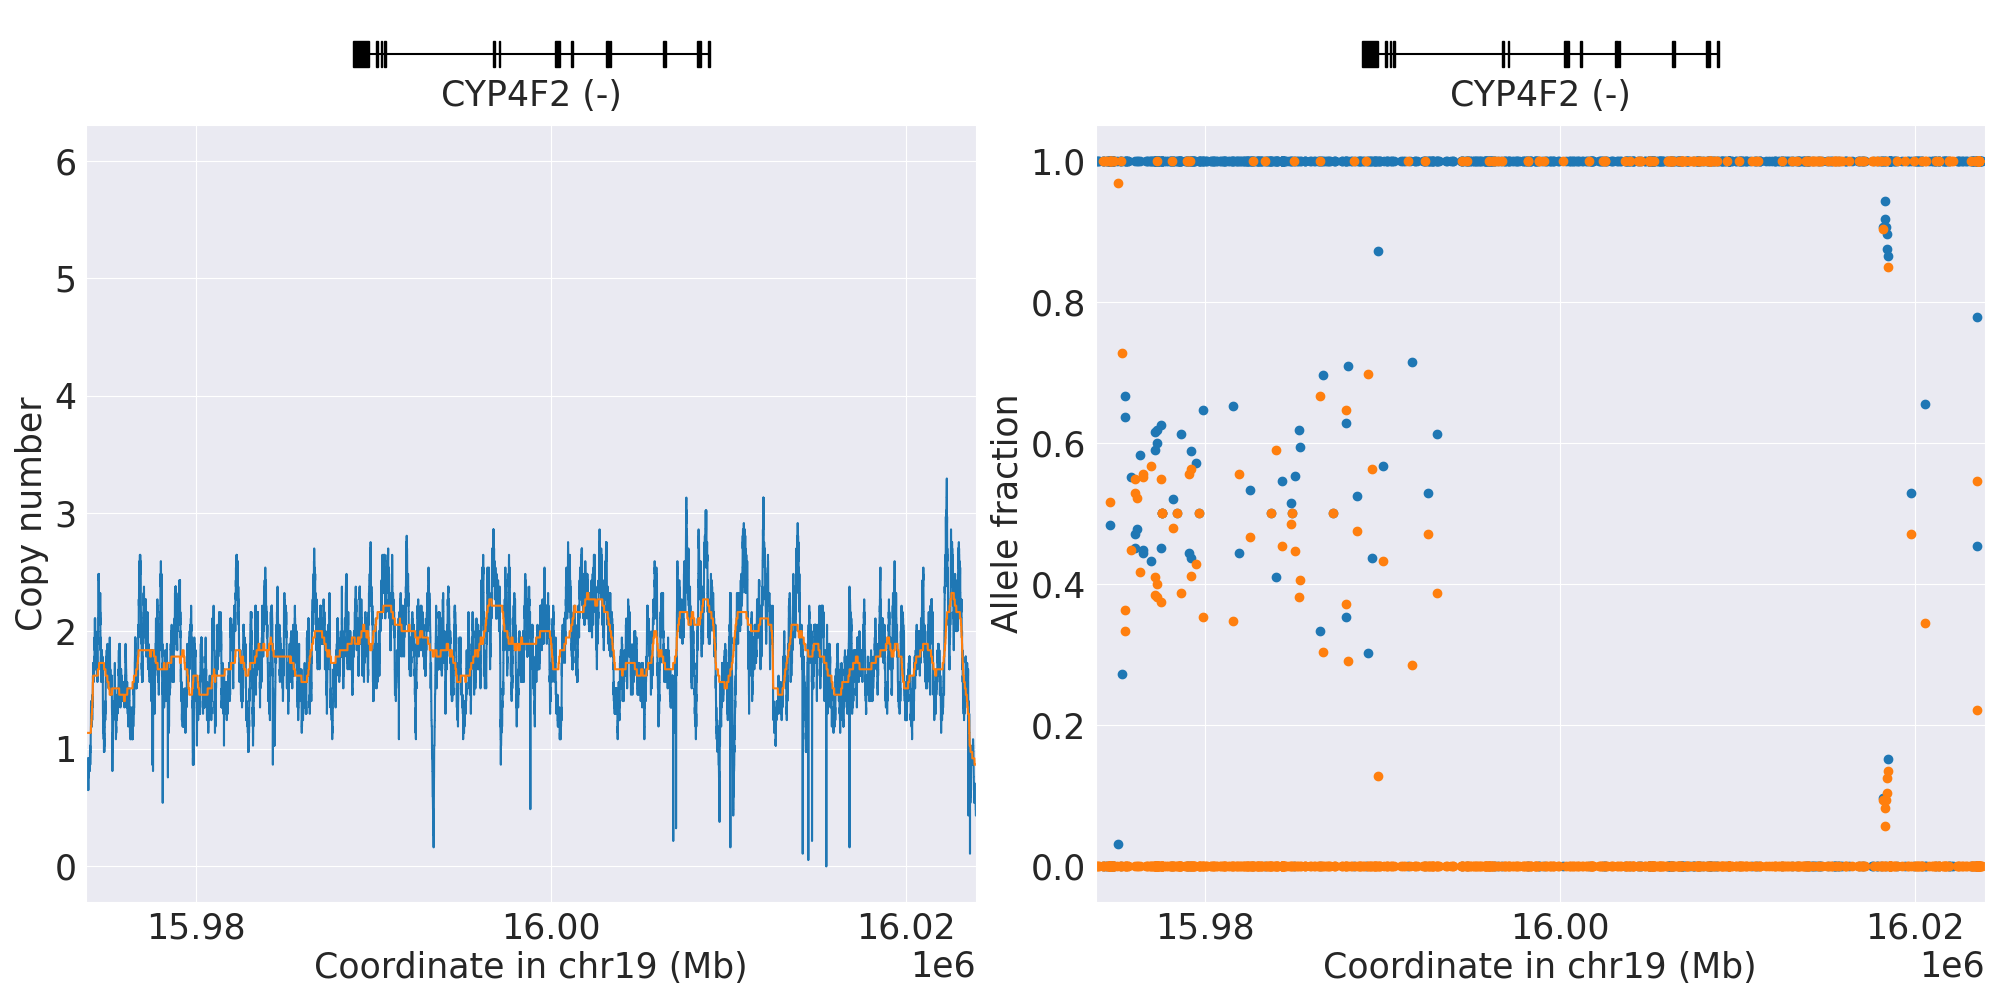 CYP4F2 (-)
6
5
4
3
2
1
0
Copy number
15.98
16.00
16.02
Coordinate in chr19 (Mb)
1e6
CYP4F2 (-)
1.0
0.8
0.6
0.4
0.2
0.0
Allele fraction
15.98
16.00
16.02
Coordinate in chr19 (Mb)
1e6